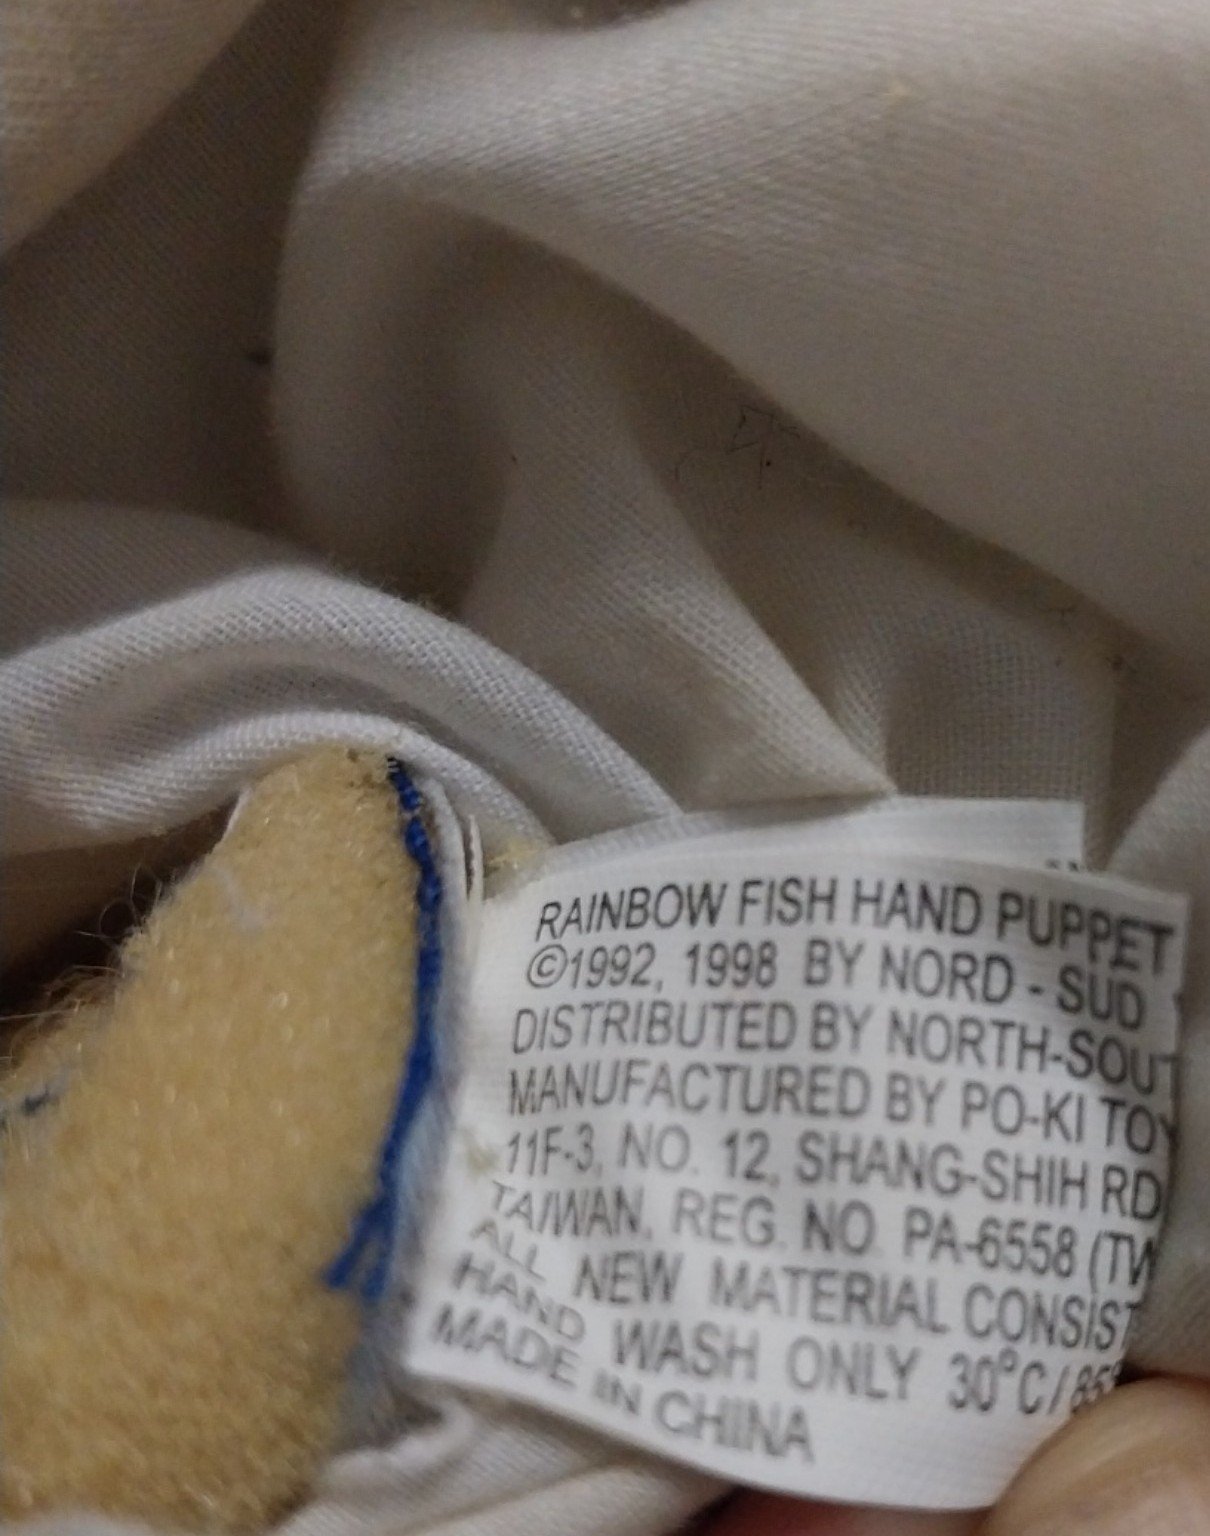 RAINBOW FISH HAND PUPPET
©1992, 1998 BY NORD - SÜD
DISTRIBUTED BY NORTH-SOUT
MANUFACTURED BY PO-KI TOY
11F-3, NO. 12, SHANG-SHIH RD
TAIWAN, REG. NO. PA-6558 (TW
ALL NEW MATERIAL CONSIST
HAND WASH ONLY 30°C/85
MADE IN CHINA